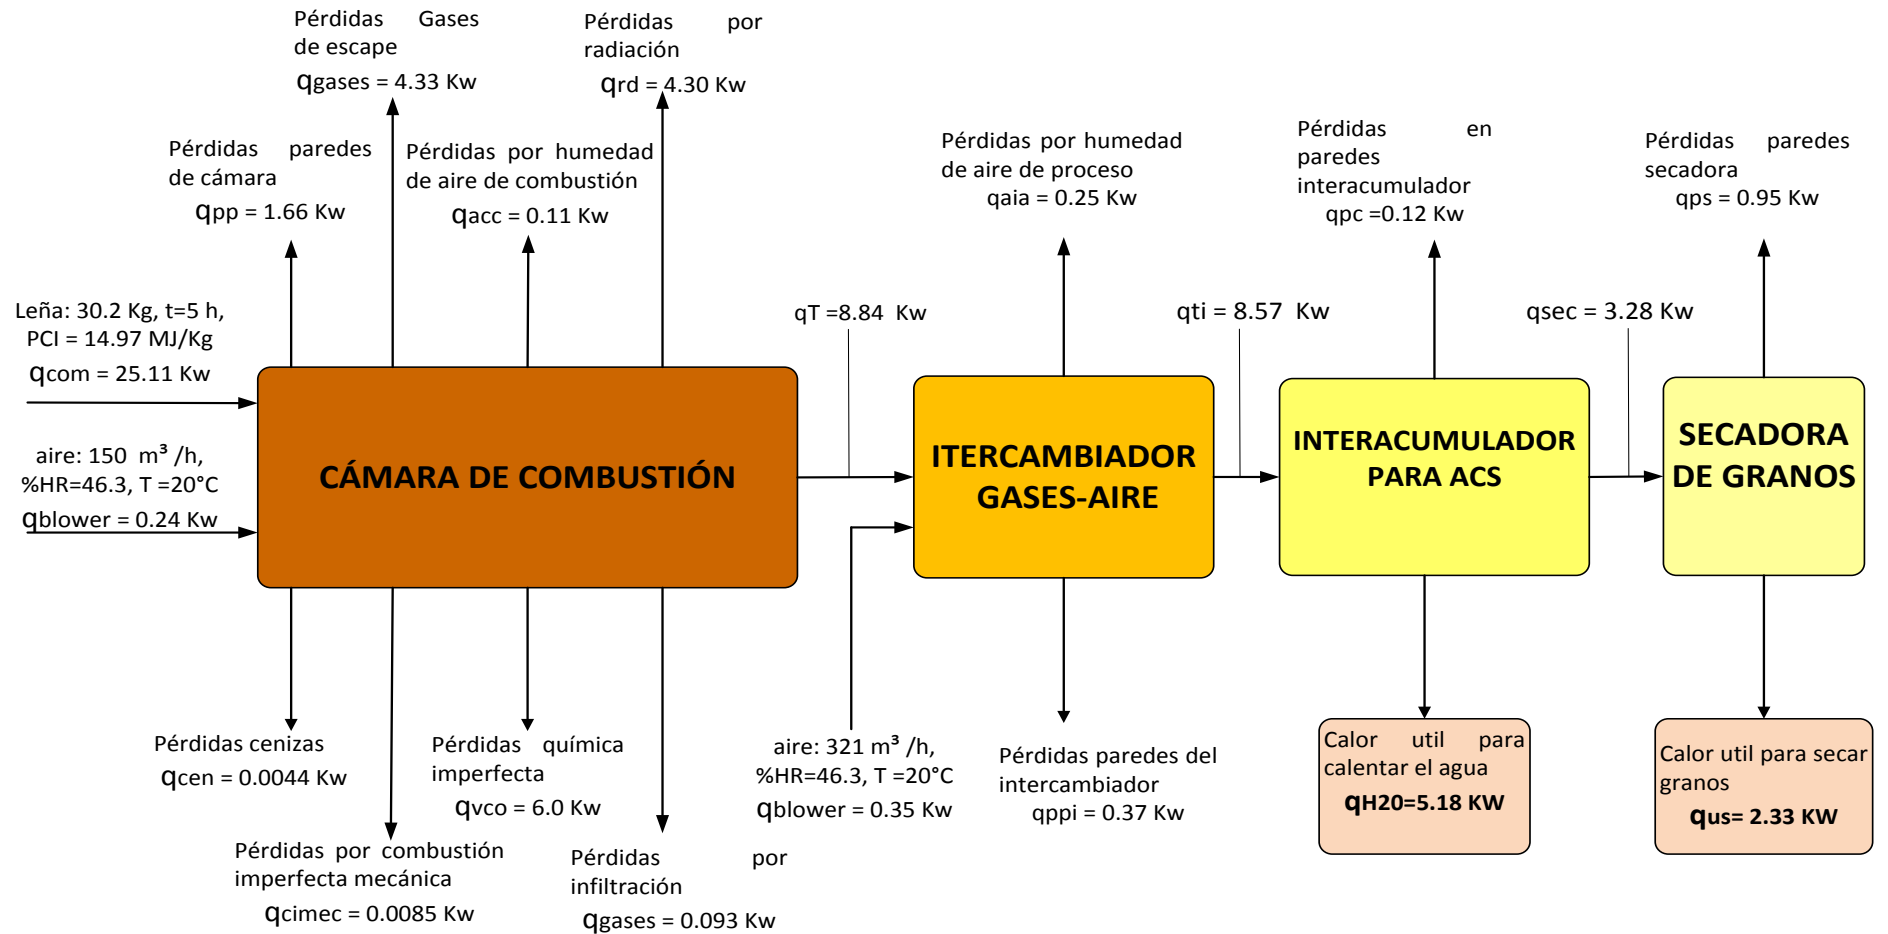 Pérdidas Gases
de escape
qgases = 4.33 Kw
Pérdidas por
radiación
qrd = 4.30 Kw
Pérdidas paredes
de cámara
qpp = 1.66 Kw
Pérdidas por humedad
de aire de combustión
qacc = 0.11 Kw
Pérdidas por humedad
de aire de proceso
qaia = 0.25 Kw
Pérdidas en
paredes
interacumulador
qpc =0.12 Kw
Pérdidas paredes
secadora
qps = 0.95 Kw
Leña: 30.2 Kg, t=5 h,
PCI = 14.97 MJ/Kg
qcom = 25.11 Kw
aire: 150 m³ /h,
%HR=46.3, T =20°C
qblower = 0.24 Kw
qT =8.84 Kw
qti = 8.57 Kw
qsec = 3.28 Kw
CÁMARA DE COMBUSTIÓN
ITERCAMBIADOR
GASES-AIRE
INTERACUMULADOR
PARA ACS
SECADORA
DE GRANOS
Pérdidas cenizas
qcen = 0.0044 Kw
Pérdidas por combustión
imperfecta mecánica
qcimec = 0.0085 Kw
Pérdidas química
imperfecta
qvco = 6.0 Kw
Pérdidas por
infiltración
qgases = 0.093 Kw
aire: 321 m³ /h,
%HR=46.3, T =20°C
qblower = 0.35 Kw
Pérdidas paredes del
intercambiador
qppi = 0.37 Kw
Calor util para
calentar el agua
qH20=5.18 KW
Calor util para secar
granos
qus= 2.33 KW